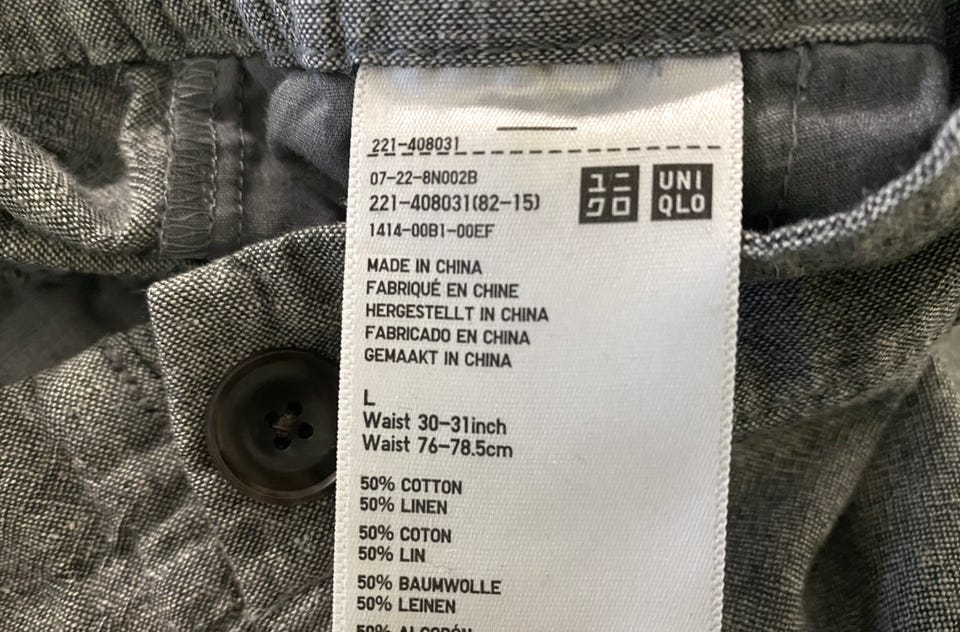 221-408031
07-22-8N002B
221-408031(82-15)
1414-00B1-00EF
ユニ
クロ
UNI
QLO
MADE IN CHINA
FABRIQUÉ EN CHINE
HERGESTELLT IN CHINA
FABRICADO EN CHINA
GEMAAKT IN CHINA
L
Waist 30-31inch
Waist 76-78.5cm
50% COTTON
50% LINEN
50% COTON
50% LIN
50% BAUMWOLLE
50% LEINEN
50% ALGODÓN